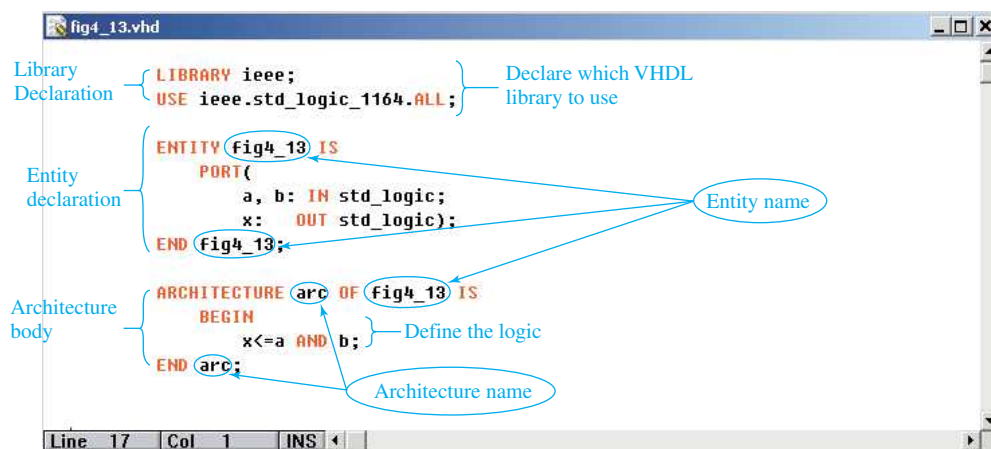 fig4_13.vhd
Library
Declaration
LIBRARY ieee;
USE ieee.std_logic_1164.ALL;
Declare which VHDL
library to use
Entity
declaration
ENTITY fig4_13 IS
PORT(
a, b: IN std_logic;
x: OUT std_logic);
END fig4_13;
Entity name
Architecture
body
ARCHITECTURE arc OF fig4_13 IS
BEGIN
x<=a AND b;
END arc;
Define the logic
Architecture name
Line 17 Col 1 INS